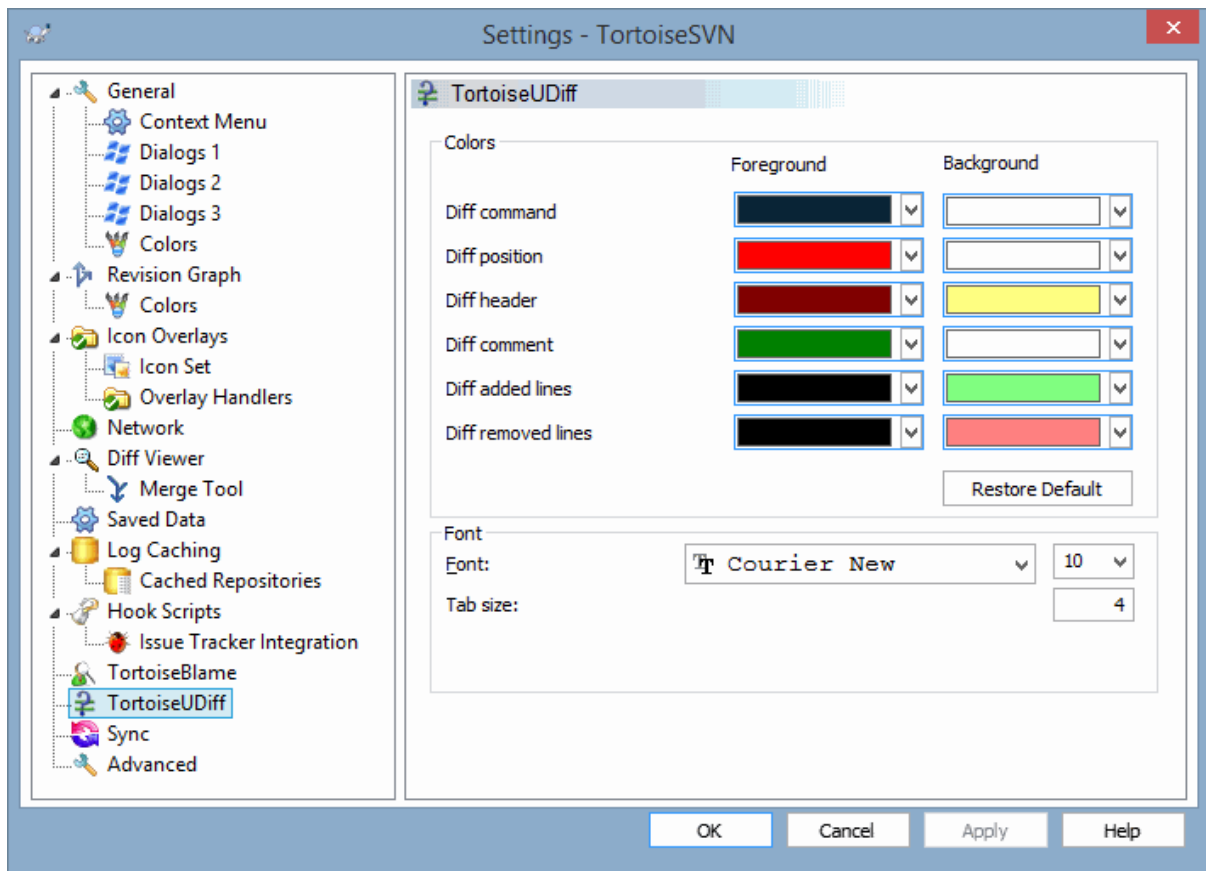 Settings - TortoiseSVN
General
Context Menu
Dialogs 1
Dialogs 2
Dialogs 3
Colors
Revision Graph
Colors
Icon Overlays
Icon Set
Overlay Handlers
Network
Diff Viewer
Merge Tool
Saved Data
Log Caching
Cached Repositories
Hook Scripts
Issue Tracker Integration
TortoiseBlame
TortoiseUDiff
Sync
Advanced
TortoiseUDiff
Colors
Foreground Background
Diff command
Diff position
Diff header
Diff comment
Diff added lines
Diff removed lines
Restore Default
Font
Font: Courier New 10
Tab size: 4
OK Cancel Apply Help